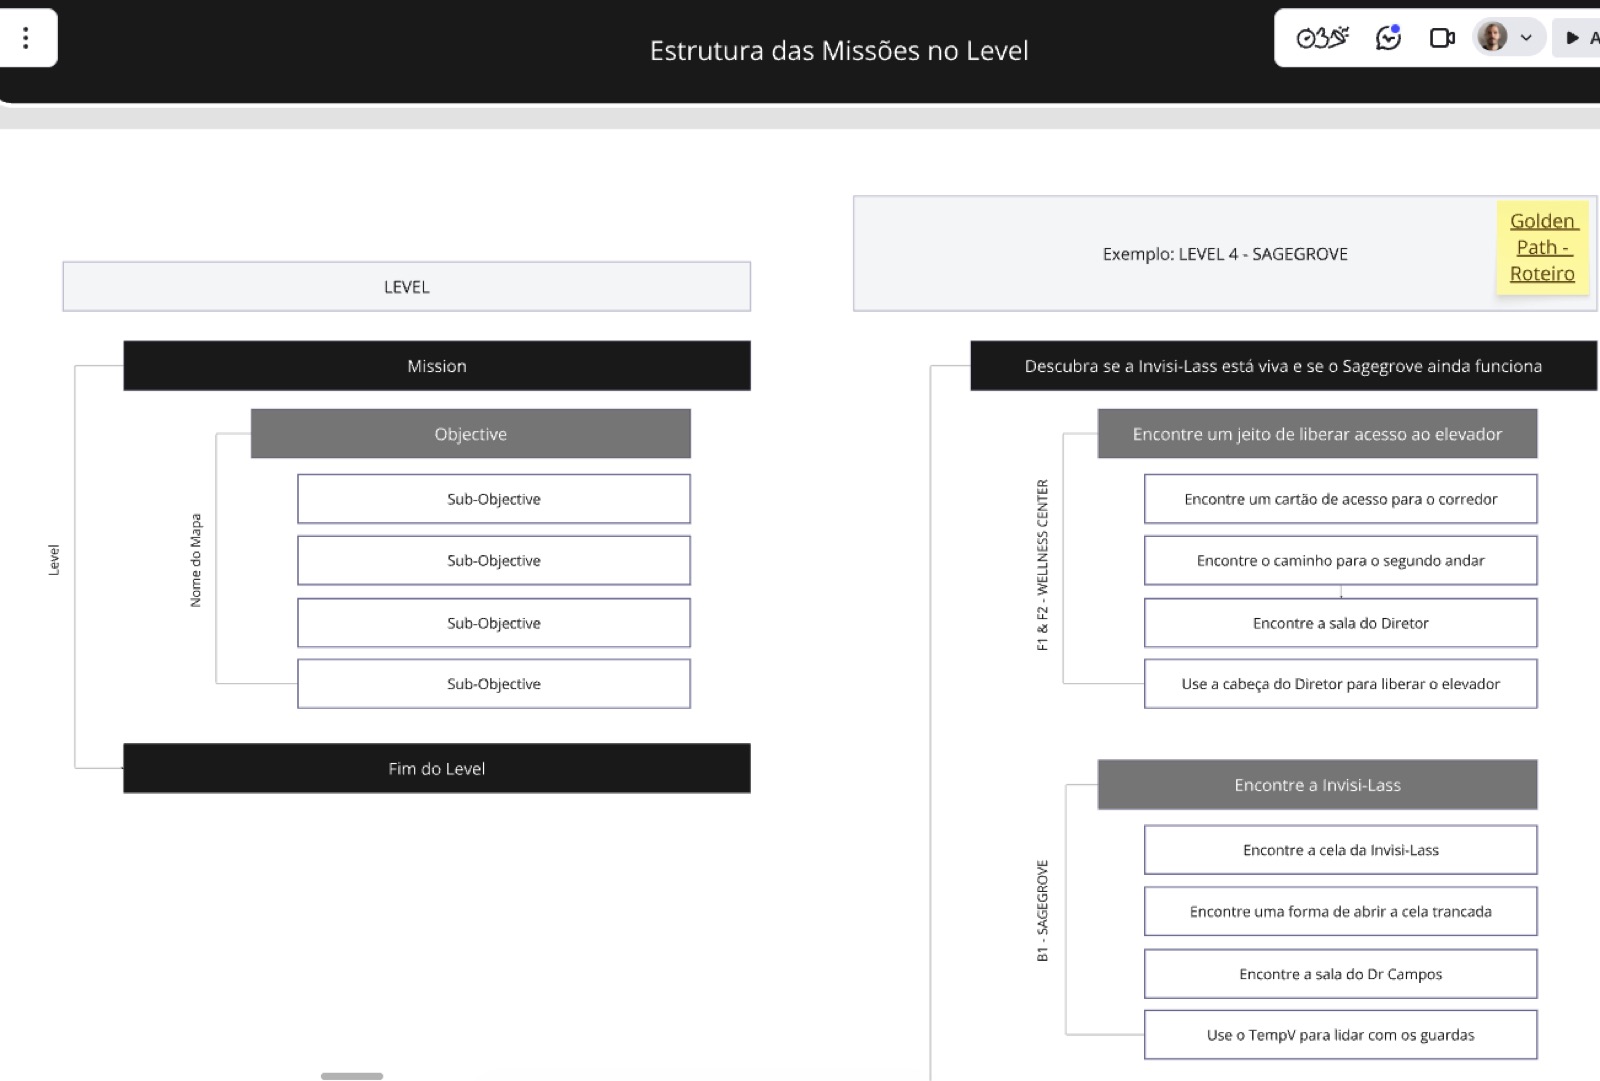 Estrutura das Missões no Level
LEVEL
Mission
Objective
Sub-Objective
Sub-Objective
Sub-Objective
Sub-Objective
Nome do Mapa
Level
Fim do Level
Exemplo: LEVEL 4 - SAGEGROVE
Golden
Path -
Roteiro
Descubra se a Invisi-Lass está viva e se o Sagegrove ainda funciona
Encontre um jeito de liberar acesso ao elevador
Encontre um cartão de acesso para o corredor
Encontre o caminho para o segundo andar
Encontre a sala do Diretor
Use a cabeça do Diretor para liberar o elevador
F1 & F2 - WELLNESS CENTER
Encontre a Invisi-Lass
Encontre a cela da Invisi-Lass
Encontre uma forma de abrir a cela trancada
Encontre a sala do Dr Campos
Use o TempV para lidar com os guardas
B1 - SAGEGROVE